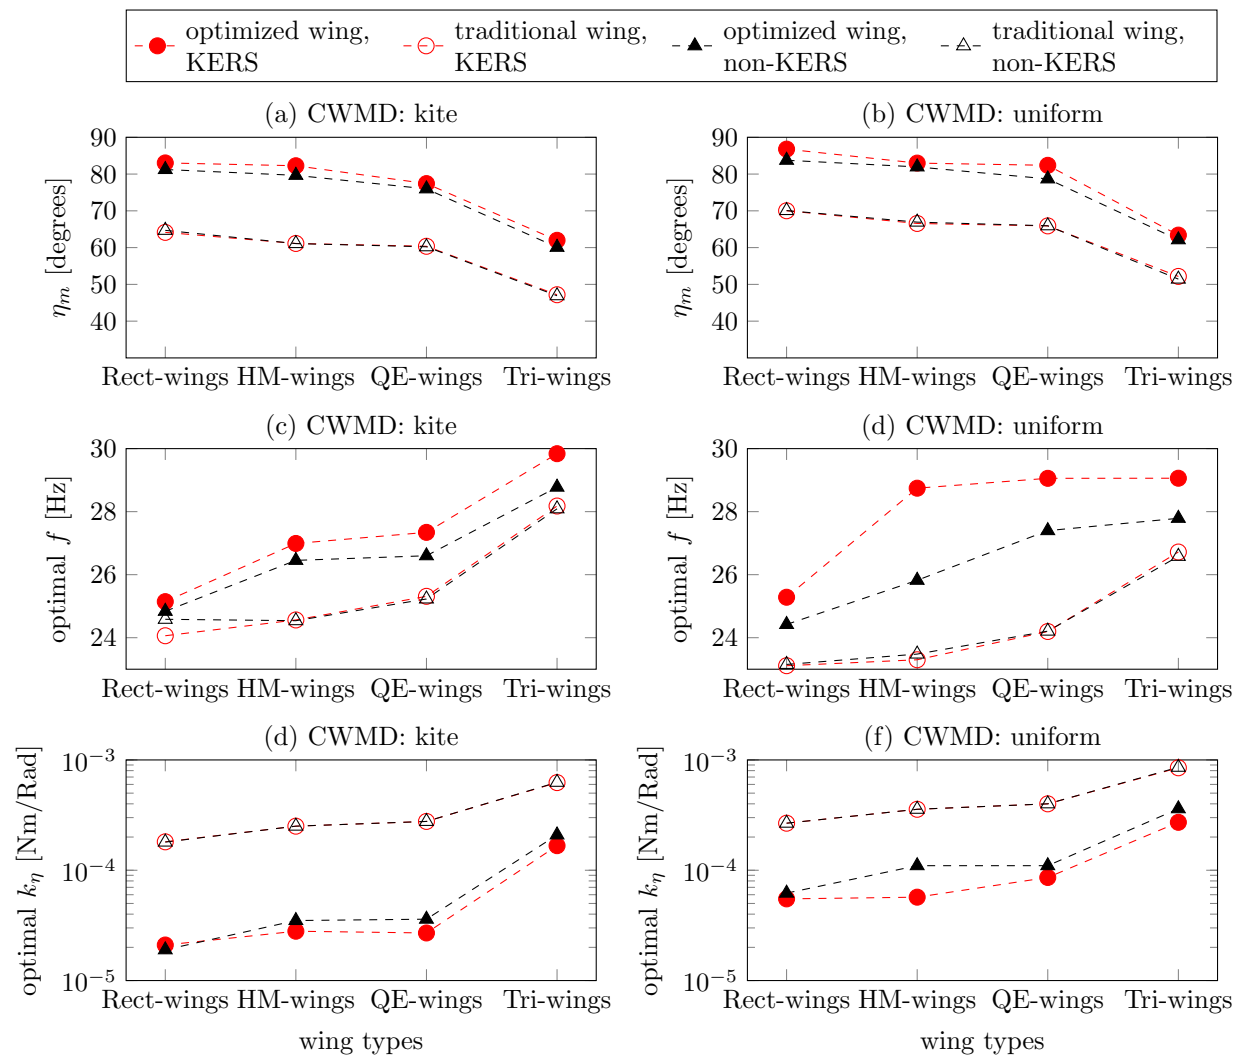 optimized wing, KERS
traditional wing, KERS
optimized wing, non-KERS
traditional wing, non-KERS
(a) CWMD: kite
η_m [degrees]
90
80
70
60
50
40
Rect-wings HM-wings QE-wings Tri-wings
(b) CWMD: uniform
η_m [degrees]
90
80
70
60
50
40
Rect-wings HM-wings QE-wings Tri-wings
(c) CWMD: kite
optimal f [Hz]
30
28
26
24
Rect-wings HM-wings QE-wings Tri-wings
(d) CWMD: uniform
optimal f [Hz]
30
28
26
24
Rect-wings HM-wings QE-wings Tri-wings
(d) CWMD: kite
optimal k_η [Nm/Rad]
10⁻³
10⁻⁴
10⁻⁵
Rect-wings HM-wings QE-wings Tri-wings
wing types
(f) CWMD: uniform
optimal k_η [Nm/Rad]
10⁻³
10⁻⁴
10⁻⁵
Rect-wings HM-wings QE-wings Tri-wings
wing types